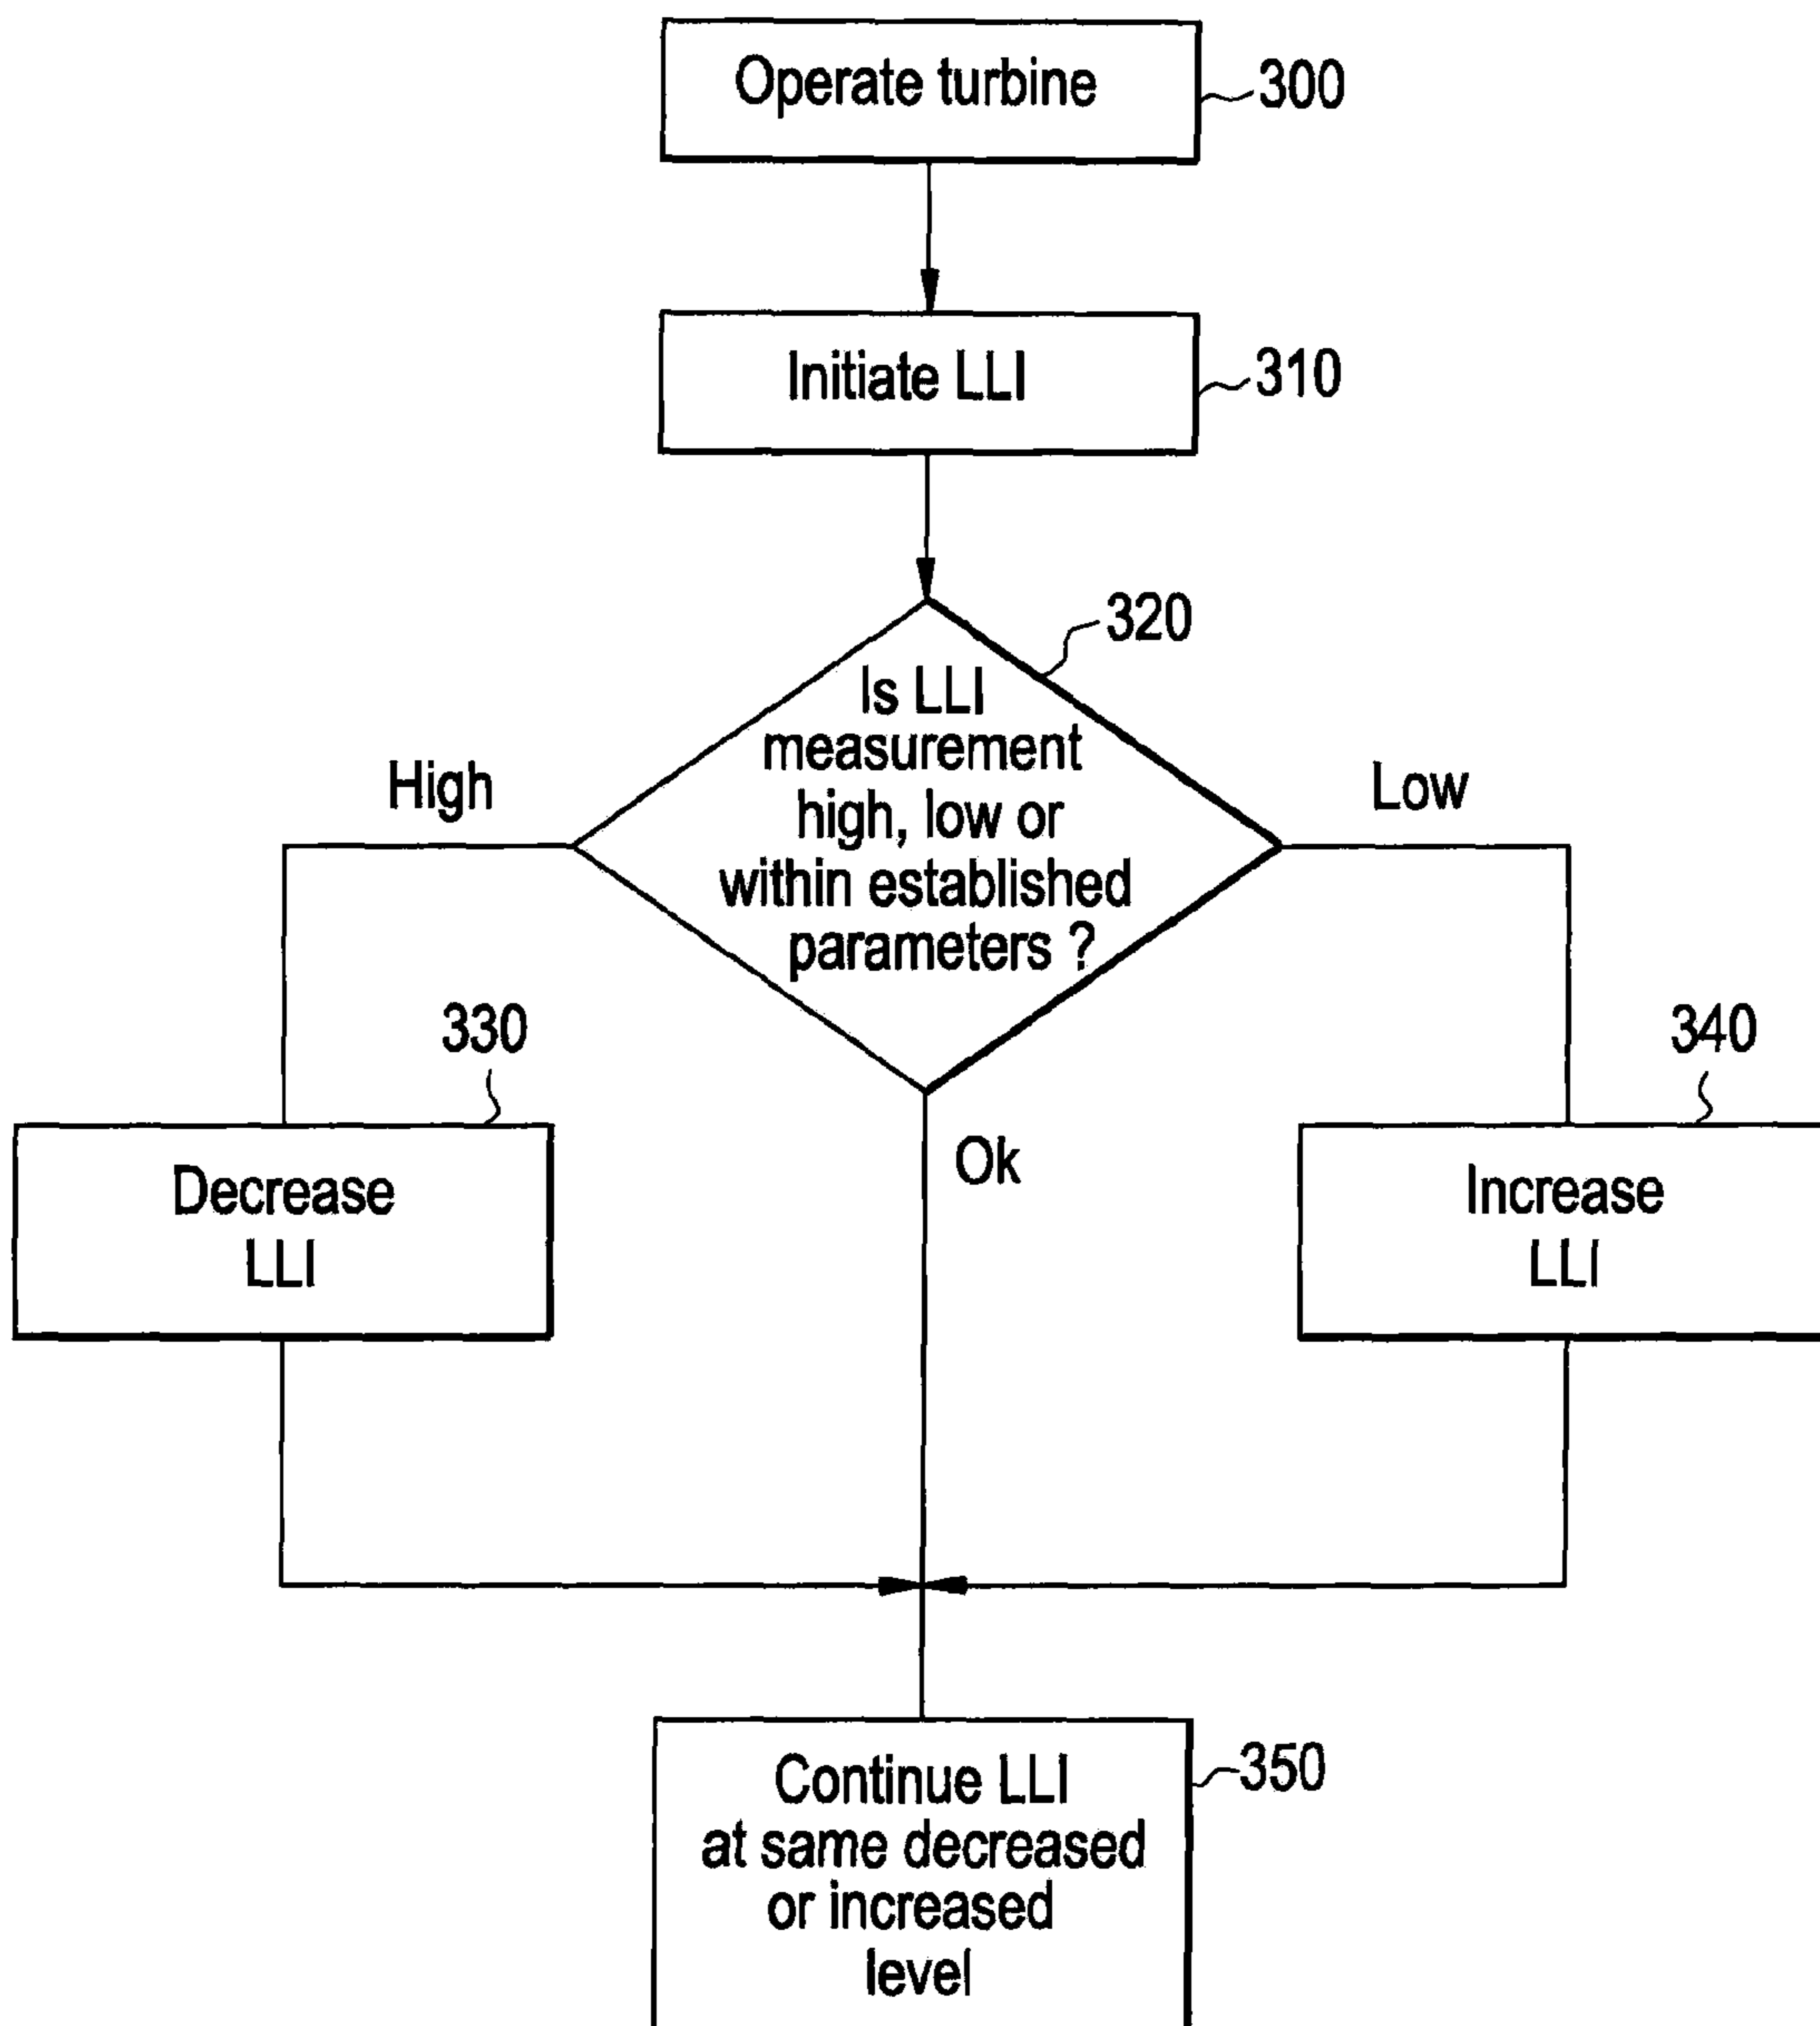 Operate turbine
300
Initiate LLI
310
320
Is LLI
measurement
high, low or
within established
parameters ?
High
Low
330
340
Decrease
LLI
Ok
Increase
LLI
Continue LLI
at same decreased
or increased
level
350